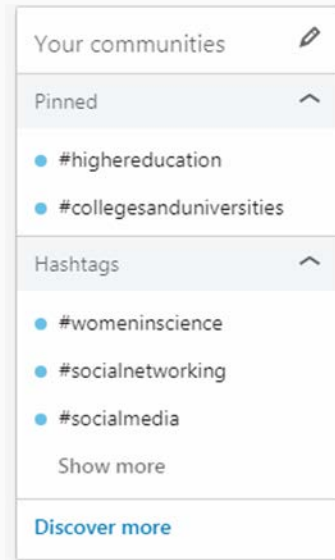 Your communities
Pinned
#highereducation
#collegesanduniversities
Hashtags
#womeninscience
#socialnetworking
#socialmedia
Show more
Discover more